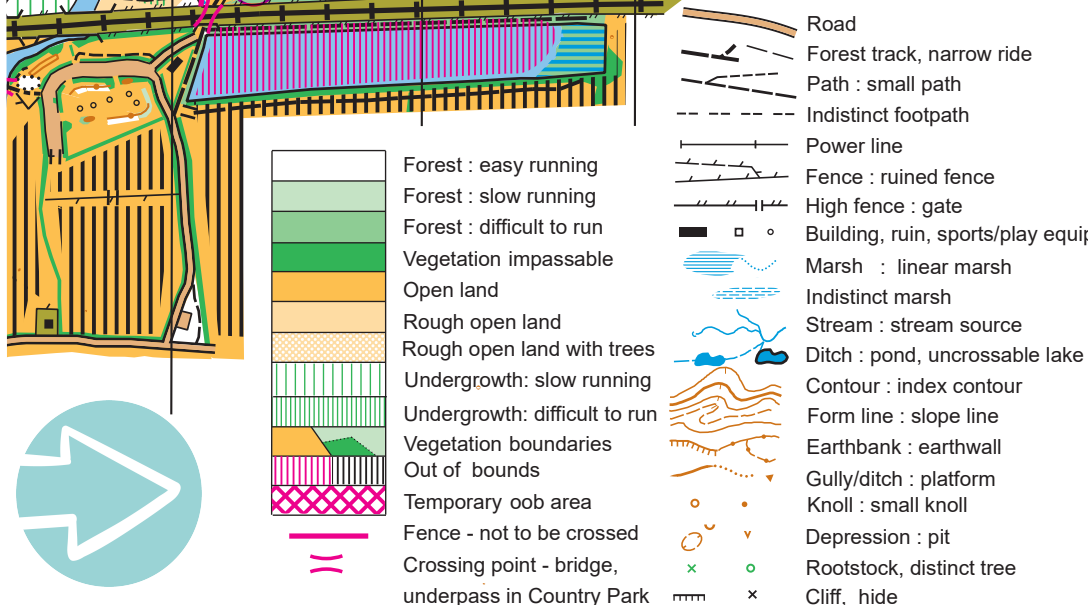 Forest : easy running
Forest : slow running
Forest : difficult to run
Vegetation impassable
Open land
Rough open land
Rough open land with trees
Undergrowth: slow running
Undergrowth: difficult to run
Vegetation boundaries
Out of bounds
Temporary oob area
Fence - not to be crossed
Crossing point - bridge,
underpass in Country Park
Road
Forest track, narrow ride
Path : small path
Indistinct footpath
Power line
Fence : ruined fence
High fence : gate
Building, ruin, sports/play equip
Marsh : linear marsh
Indistinct marsh
Stream : stream source
Ditch : pond, uncrossable lake
Contour : index contour
Form line : slope line
Earthbank : earthwall
Gully/ditch : platform
Knoll : small knoll
Depression : pit
Rootstock, distinct tree
Cliff, hide